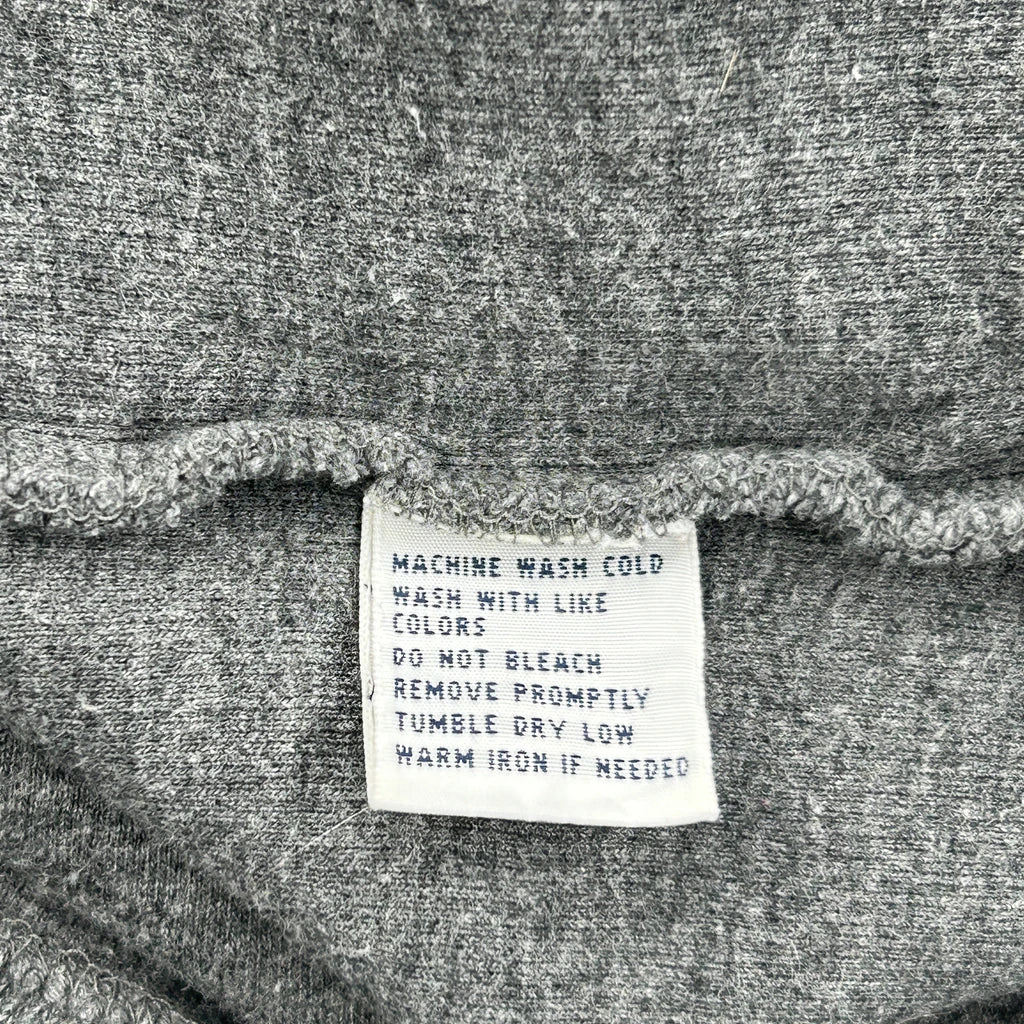 MACHINE WASH COLD
WASH WITH LIKE
COLORS
DO NOT BLEACH
REMOVE PROMPTLY
TUMBLE DRY LOW
WARM IRON IF NEEDED